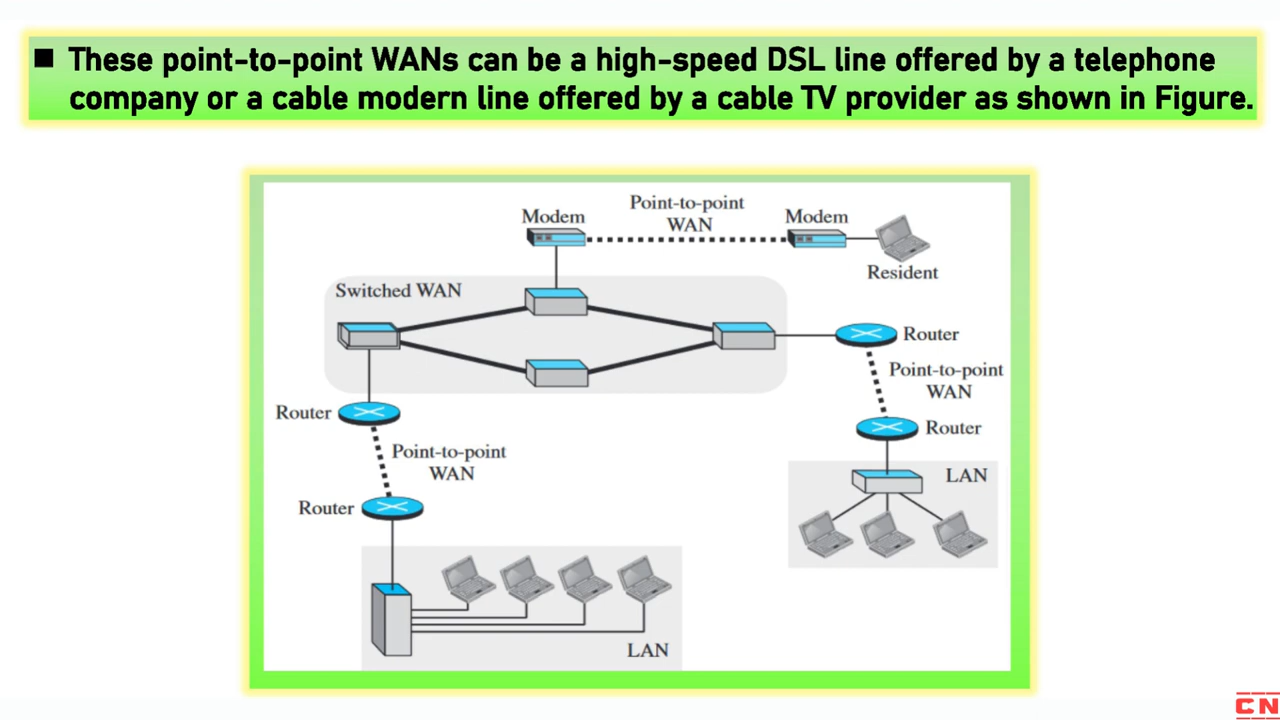 These point-to-point WANs can be a high-speed DSL line offered by a telephone
company or a cable modern line offered by a cable TV provider as shown in Figure.
Point-to-point
WAN
Modem
Modem
Resident
Switched WAN
Router
Point-to-point
WAN
Router
Router
Point-to-point
WAN
LAN
Router
LAN
CN